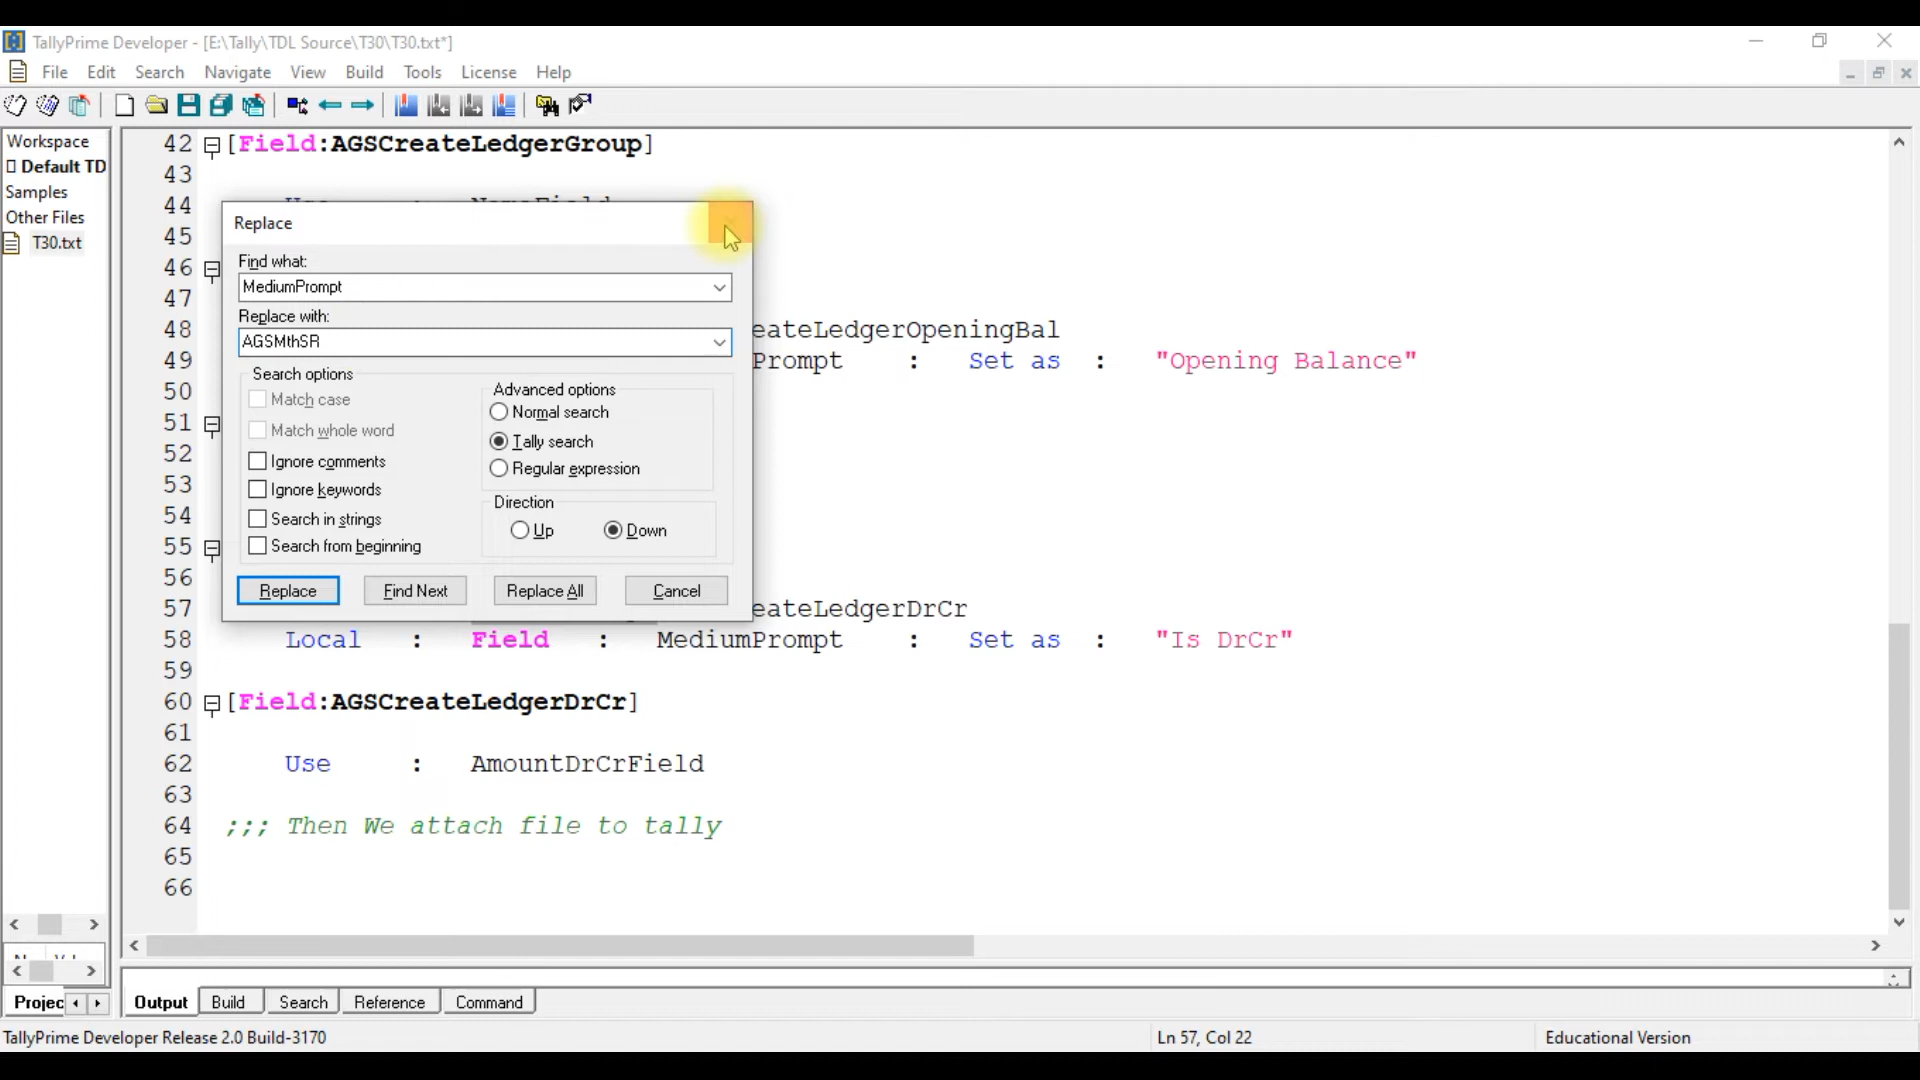 TallyPrime Developer - [E:\Tally\TDL Source\T30\T30.txt*]
File Edit Search Navigate View Build Tools License Help
Workspace
Default TD
Samples
Other Files
T30.txt
42 [Field:AGSCreateLedgerGroup]
43
44 Use : NameField
45
46
47
48 eateLedgerOpeningBal
49 Prompt : Set as : "Opening Balance"
50
51
52
53
54
55
56
57 eateLedgerDrCr
58 Local : Field : MediumPrompt : Set as : "Is DrCr"
59
60 [Field:AGSCreateLedgerDrCr]
61
62 Use : AmountDrCrField
63
64 ;;; Then We attach file to tally
65
66
Replace
Find what:
MediumPrompt
Replace with:
AGSMthSR
Search options
Match case
Match whole word
Ignore comments
Ignore keywords
Search in strings
Search from beginning
Advanced options
Normal search
Tally search
Regular expression
Direction
Up Down
Replace Find Next Replace All Cancel
Projec
Output Build Search Reference Command
TallyPrime Developer Release 2.0 Build-3170
Ln 57, Col 22
Educational Version